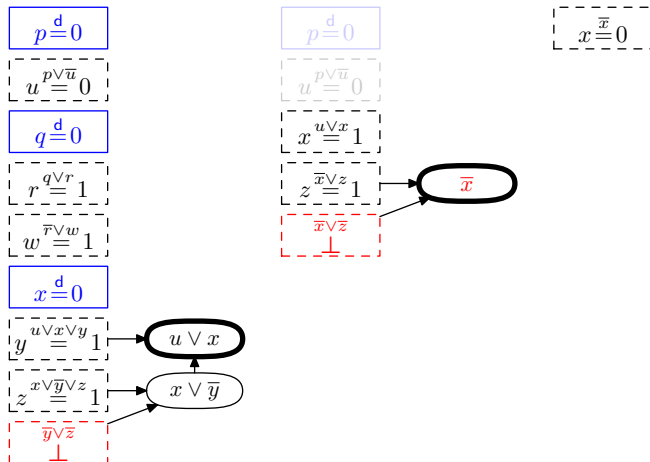 p =ᵈ 0
u =^{p∨u̅} 0
q =ᵈ 0
r =^{q∨r} 1
w =^{r̅∨w} 1
x =ᵈ 0
y =^{u∨x∨y} 1
u ∨ x
z =^{x∨y̅∨z} 1
x ∨ y̅
y̅∨z̅
⊥
p =ᵈ 0
u =^{p∨u̅} 0
x =^{u∨x} 1
z =^{x̅∨z} 1
x̅
x̅∨z̅
⊥
x =^{x̅} 0